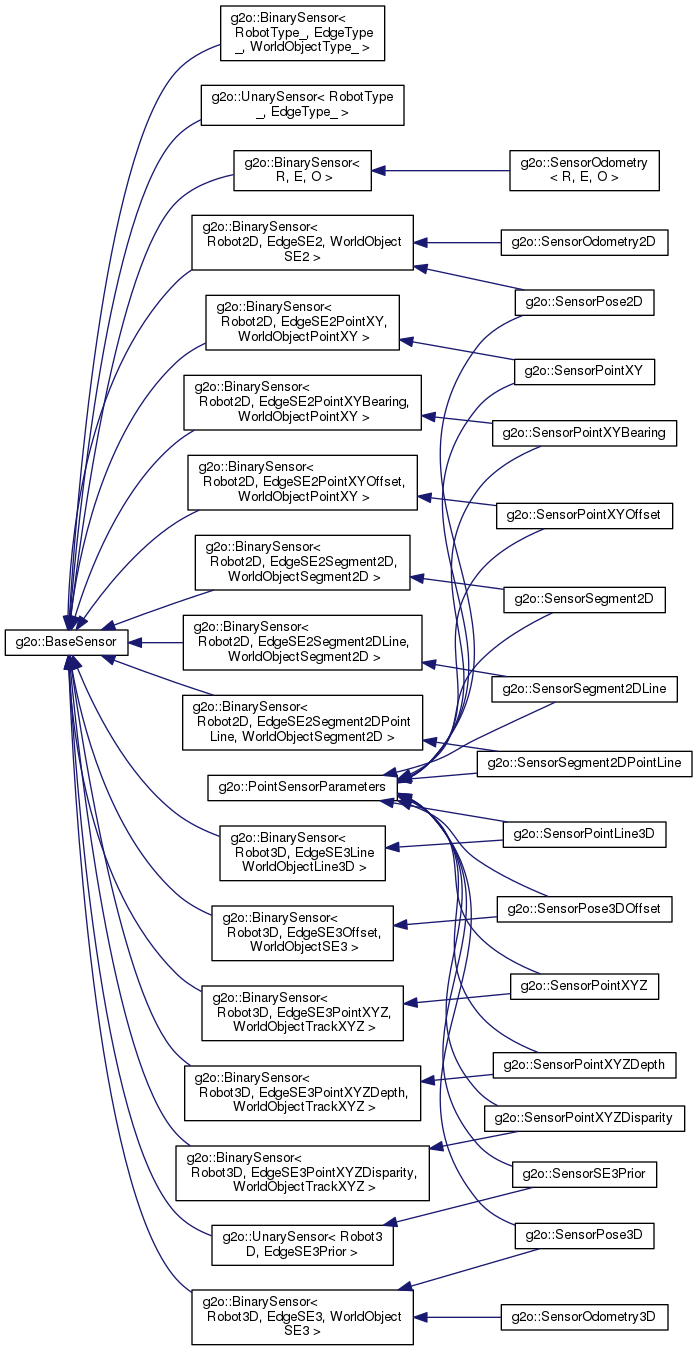 g2o::BinarySensor<
RobotType_, EdgeType
_, WorldObjectType_ >
g2o::UnarySensor< RobotType
_, EdgeType_ >
g2o::BinarySensor<
R, E, O >
g2o::SensorOdometry
< R, E, O >
g2o::BinarySensor<
Robot2D, EdgeSE2, WorldObject
SE2 >
g2o::SensorOdometry2D
g2o::SensorPose2D
g2o::BinarySensor<
Robot2D, EdgeSE2PointXY,
WorldObjectPointXY >
g2o::SensorPointXY
g2o::BinarySensor<
Robot2D, EdgeSE2PointXYBearing,
WorldObjectPointXY >
g2o::SensorPointXYBearing
g2o::BinarySensor<
Robot2D, EdgeSE2PointXYOffset,
WorldObjectPointXY >
g2o::SensorPointXYOffset
g2o::BinarySensor<
Robot2D, EdgeSE2Segment2D,
WorldObjectSegment2D >
g2o::SensorSegment2D
g2o::BaseSensor
g2o::BinarySensor<
Robot2D, EdgeSE2Segment2DLine,
WorldObjectSegment2D >
g2o::SensorSegment2DLine
g2o::BinarySensor<
Robot2D, EdgeSE2Segment2DPoint
Line, WorldObjectSegment2D >
g2o::SensorSegment2DPointLine
g2o::PointSensorParameters
g2o::BinarySensor<
Robot3D, EdgeSE3Line
WorldObjectLine3D >
g2o::SensorPointLine3D
g2o::BinarySensor<
Robot3D, EdgeSE3Offset,
WorldObjectSE3 >
g2o::SensorPose3DOffset
g2o::BinarySensor<
Robot3D, EdgeSE3PointXYZ,
WorldObjectTrackXYZ >
g2o::SensorPointXYZ
g2o::BinarySensor<
Robot3D, EdgeSE3PointXYZDepth,
WorldObjectTrackXYZ >
g2o::SensorPointXYZDepth
g2o::BinarySensor<
Robot3D, EdgeSE3PointXYZDisparity,
WorldObjectTrackXYZ >
g2o::SensorPointXYZDisparity
g2o::UnarySensor< Robot3
D, EdgeSE3Prior >
g2o::SensorSE3Prior
g2o::SensorPose3D
g2o::BinarySensor<
Robot3D, EdgeSE3, WorldObject
SE3 >
g2o::SensorOdometry3D